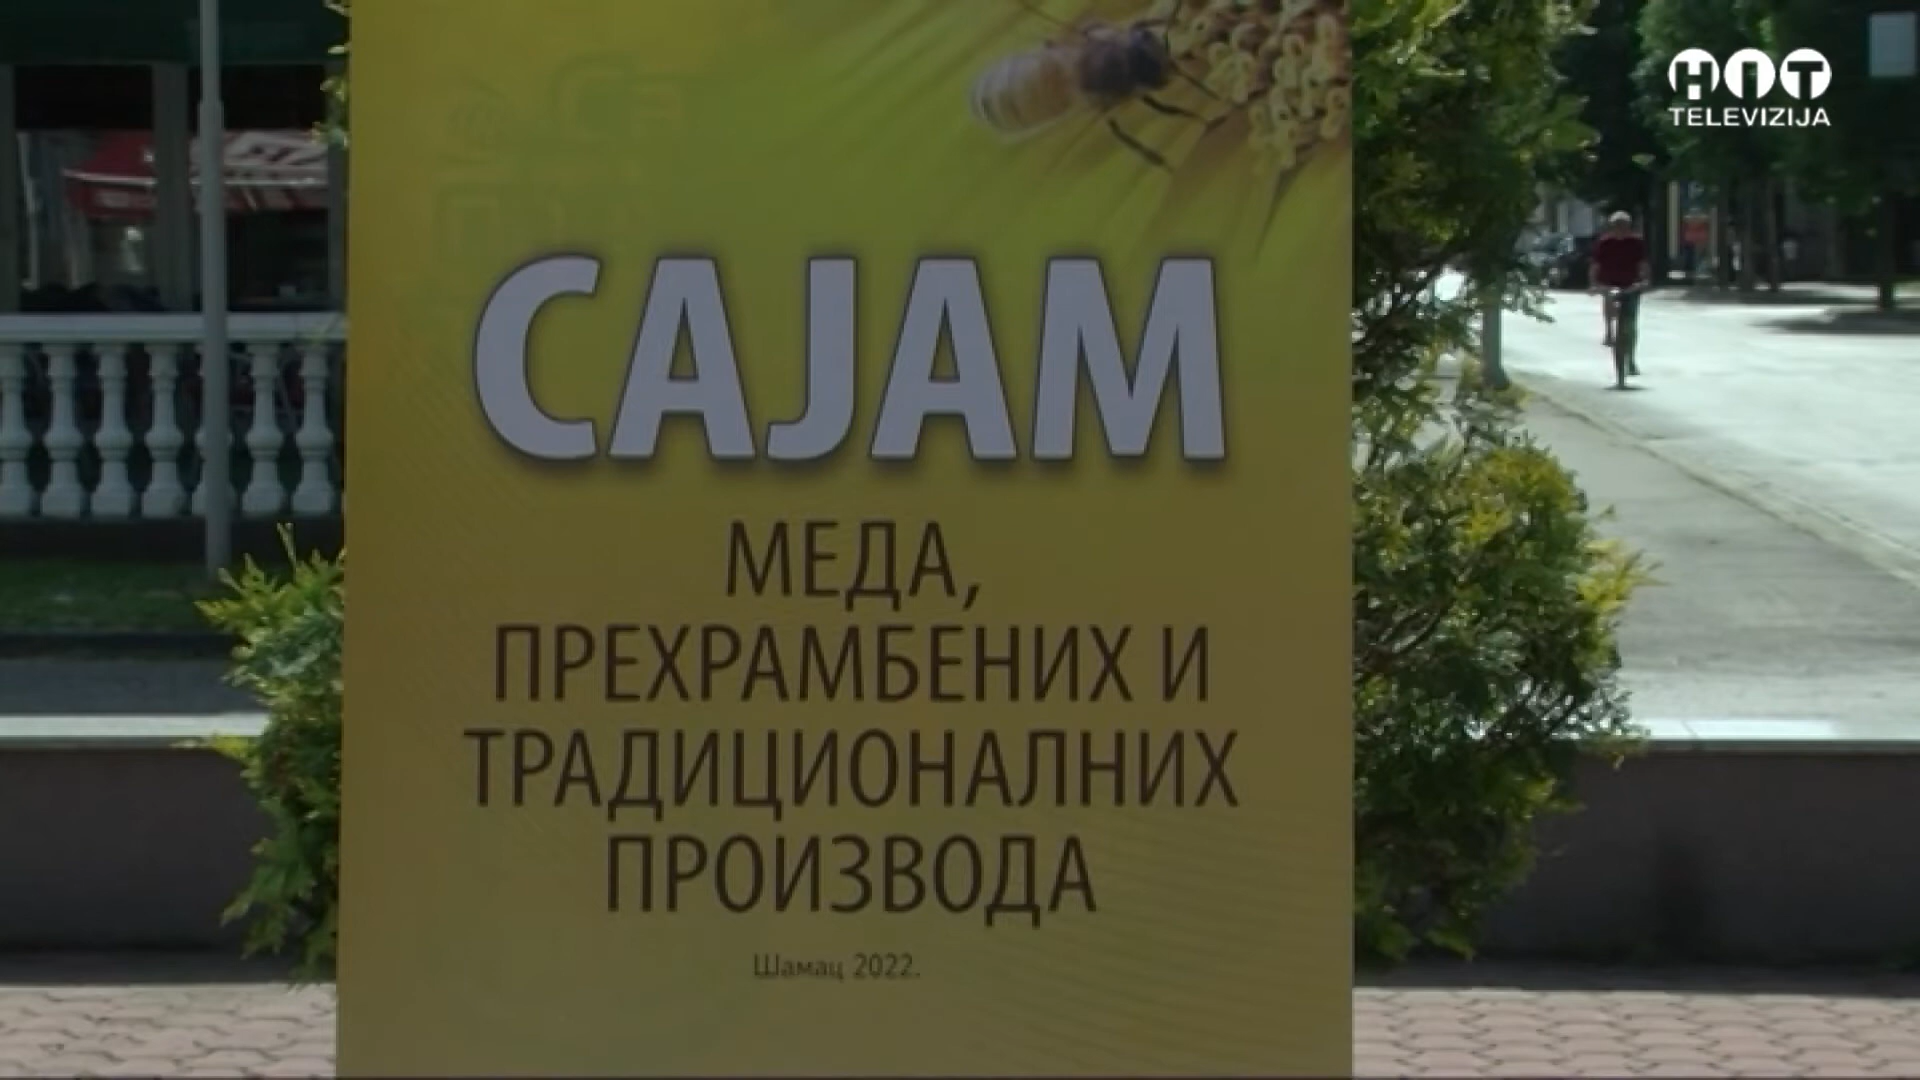 HIT
TELEVIZIJA
САЈАМ
МЕДА,
ПРЕХРАМБЕНИХ И
ТРАДИЦИОНАЛНИХ
ПРОИЗВОДА
Шамац 2022.